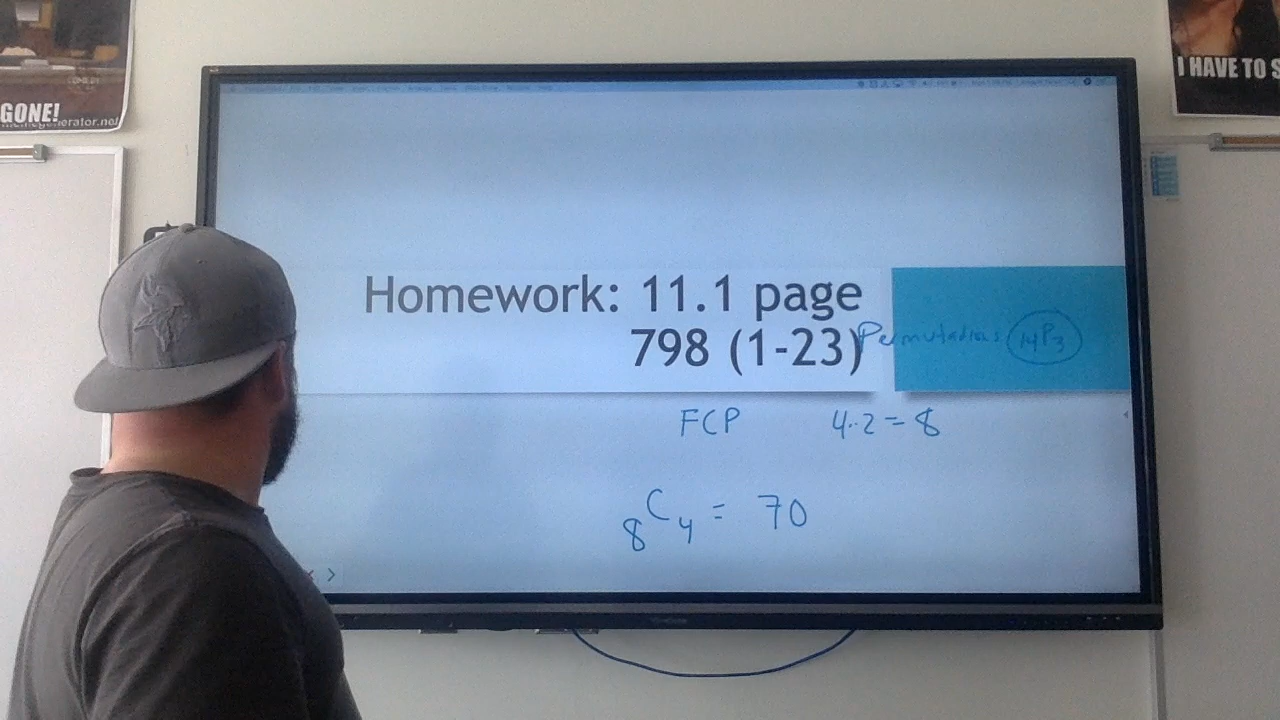 GONE!
I HAVE TO
Homework: 11.1 page
798 (1-23)
Permutations 14P3
FCP 4·2=8
8C4 = 70